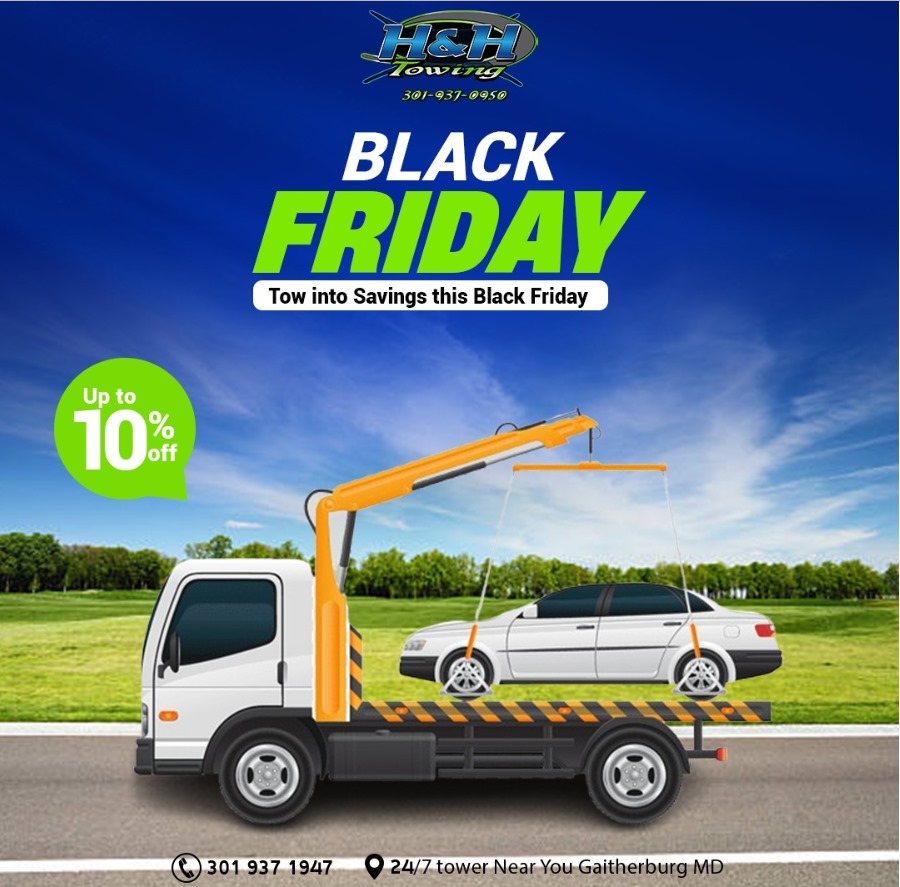 H&H
Towing
301-937-0950
BLACK
FRIDAY
Tow into Savings this Black Friday
Up to
10%
off
301 937 1947
24/7 tower Near You Gaitherburg MD